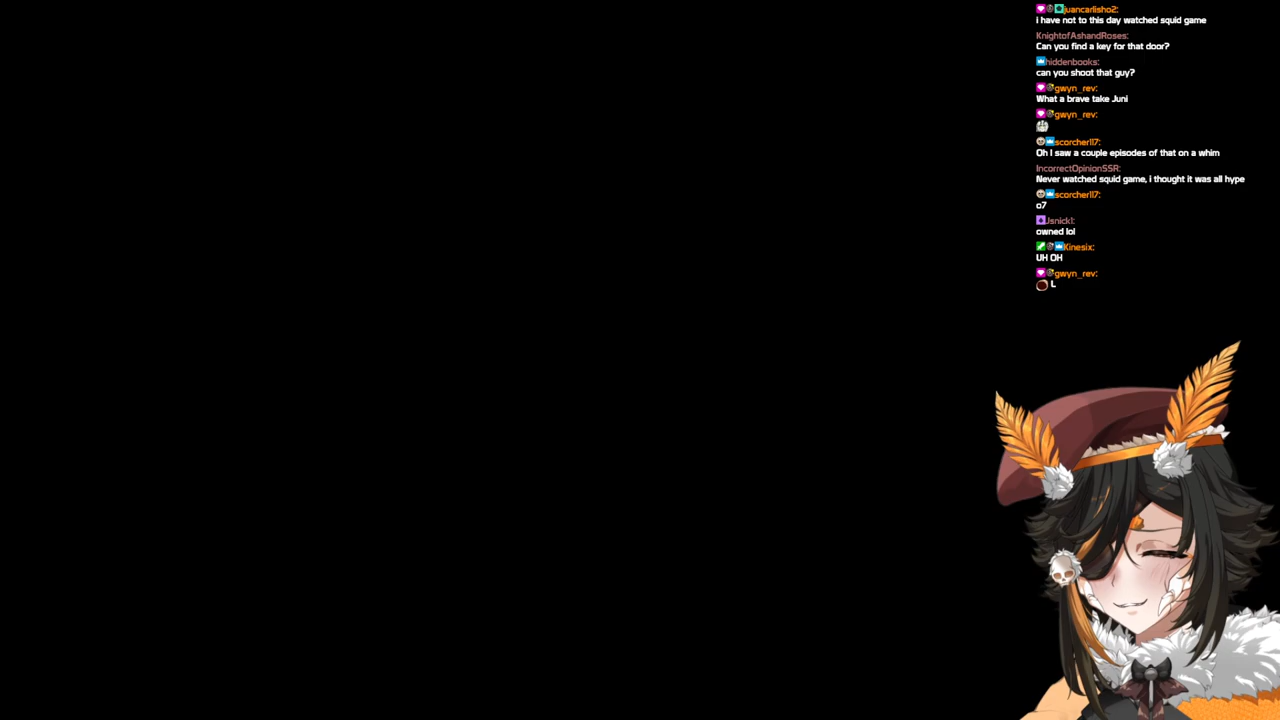 juancarlisho2:
i have not to this day watched squid game
KnightofAshandRoses:
Can you find a key for that door?
hiddenbooks:
can you shoot that guy?
gwyn_rev:
What a brave take Juni
gwyn_rev:
scorcher117:
Oh I saw a couple episodes of that on a whim
IncorrectOpinionSSR:
Never watched squid game, i thought it was all hype
scorcher117:
o7
Jsnick1:
owned lol
Kinesix:
UH OH
gwyn_rev:
L